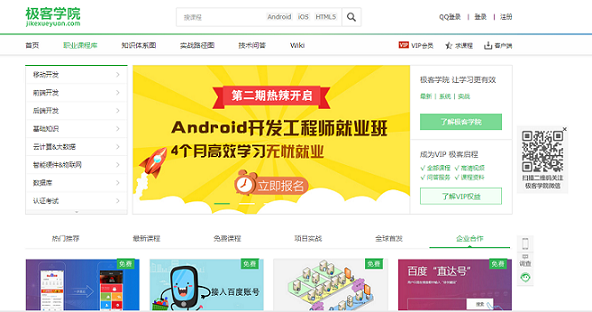 极客学院
jikexueyuan.com
搜课程 Android iOS HTML5
QQ登录 | 登录 | 注册
首页 职业课程库 知识体系图 实战路径图 技术问答 Wiki
VIP VIP会员 求课程 客户端
移动开发
前端开发
后端开发
基础知识
云计算&大数据
智能硬件&物联网
数据库
认证考试
第二期热辣开启
Android开发工程师就业班
4个月高效学习无忧就业
立即报名
极客学院 让学习更有效
最新 | 系统 | 实战
了解极客学院
成为VIP 极客启程
√ 全部课程 √ 高清视频
√ 问答服务 √ 课程资料
了解VIP权益
扫描二维码关注
极客学院微信
热门推荐 最新课程 免费课程 项目实战 全球首发 企业合作
调查
免费
免费
接入百度账号
免费
免费
百度“直达号”